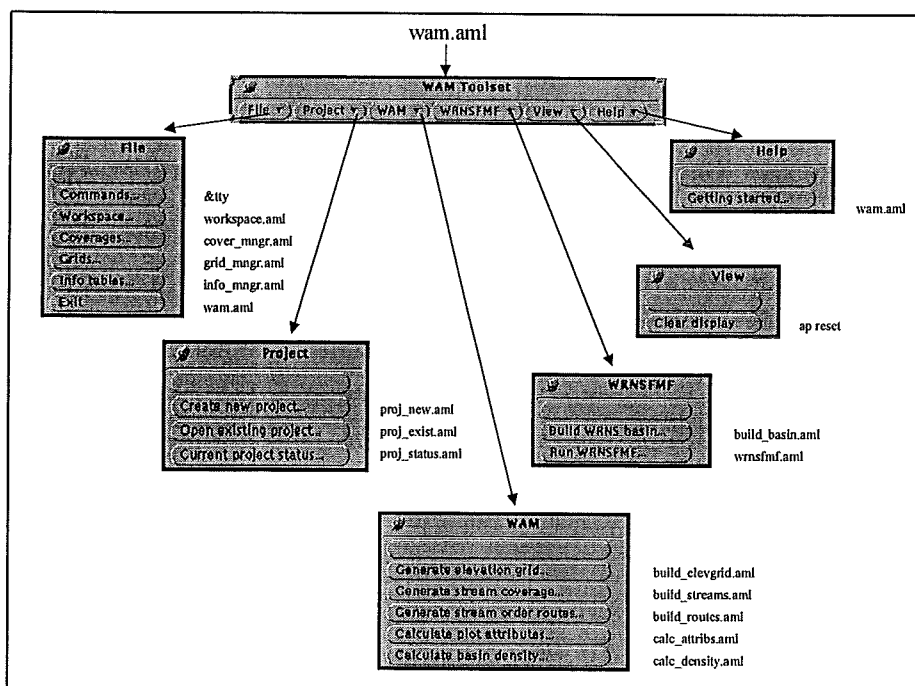 wam.aml
WAM Toolset
File Project WAM WRNSFMF View Help
File
Commands...
Workspace...
Coverages...
Grids...
Info tables...
Exit
&tty
workspace.aml
cover_mngr.aml
grid_mngr.aml
info_mngr.aml
wam.aml
Help
Getting started...
wam.aml
View
Clear display
ap reset
Project
Create new project...
Open existing project...
Current project status...
proj_new.aml
proj_exist.aml
proj_status.aml
WRNSFMF
Build WRNS basin...
Run WRNSFMF...
build_basin.aml
wrnsfmf.aml
WAM
Generate elevation grid...
Generate stream coverage...
Generate stream order routes...
Calculate plot attributes...
Calculate basin density...
build_elevgrid.aml
build_streams.aml
build_routes.aml
calc_attribs.aml
calc_density.aml